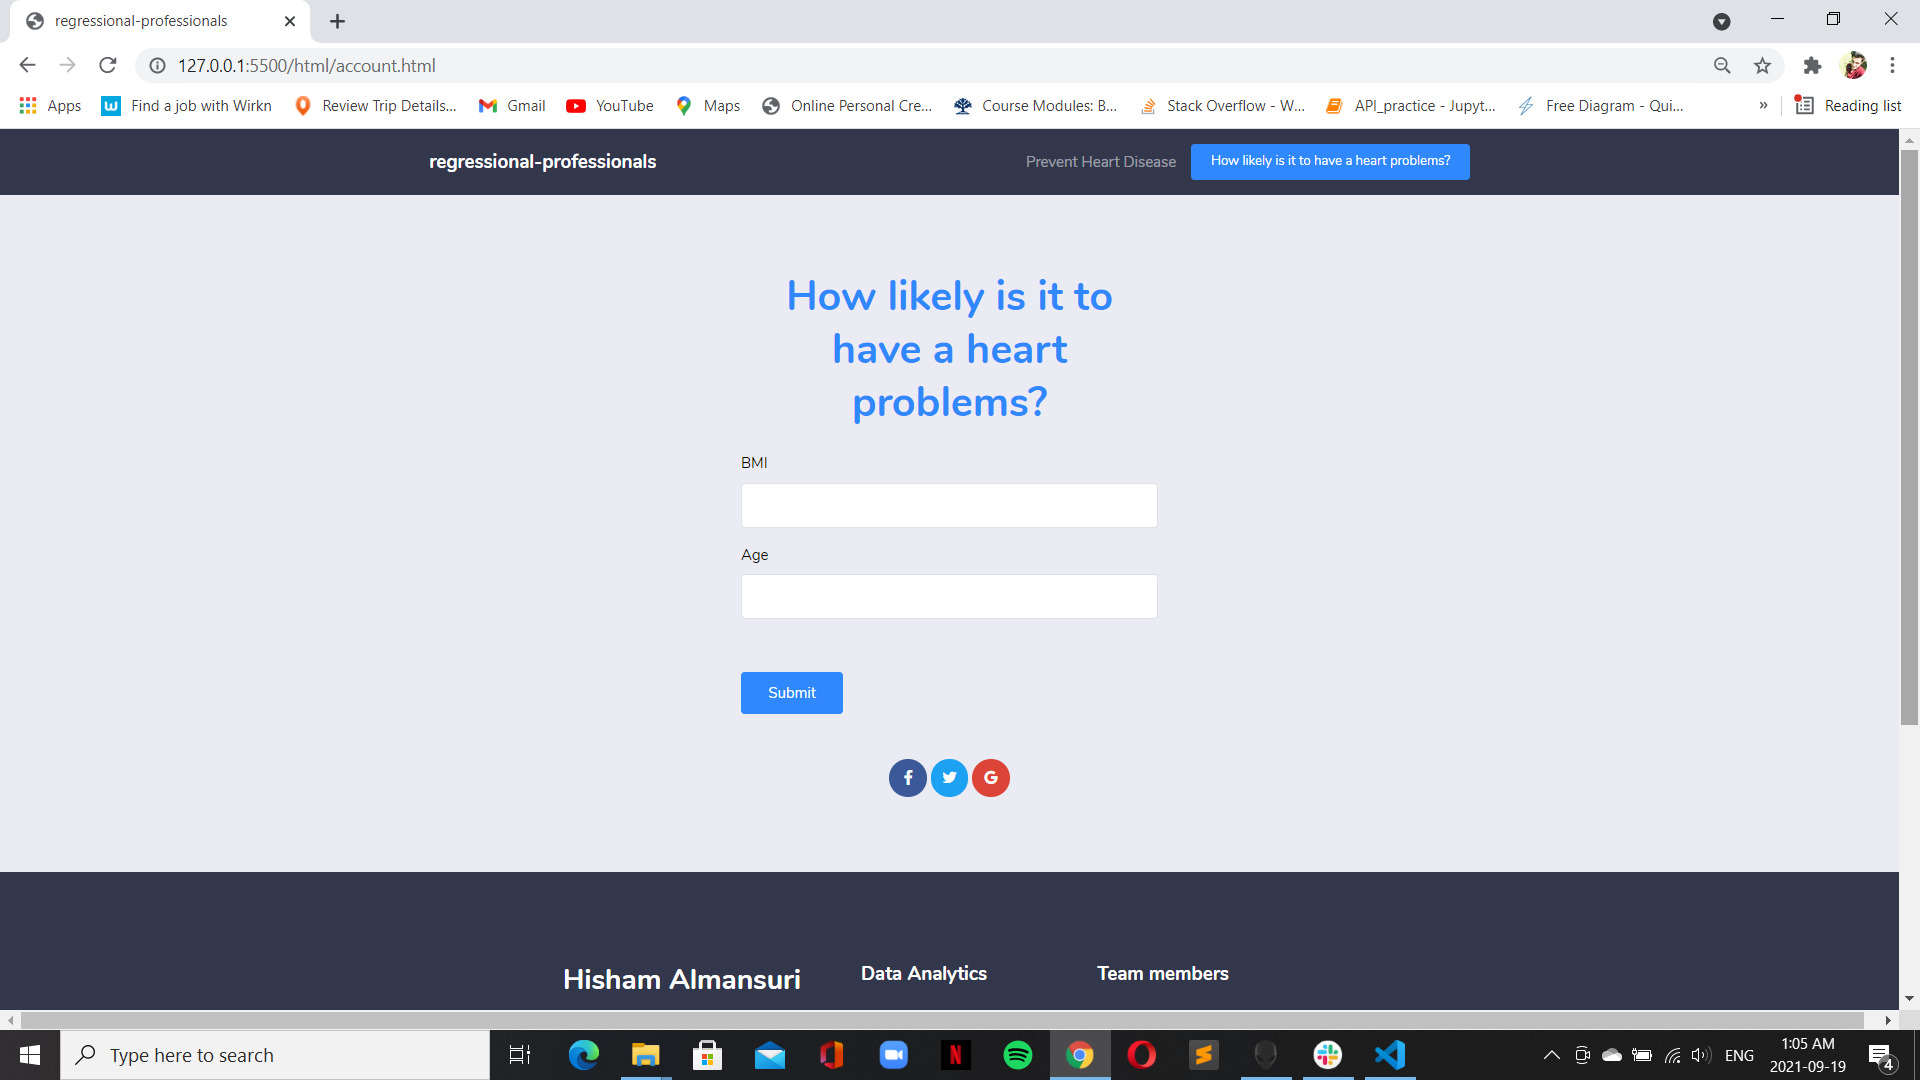 regressional-professionals
127.0.0.1:5500/html/account.html
Apps
Find a job with Wirkn
Review Trip Details...
Gmail
YouTube
Maps
Online Personal Cre...
Course Modules: B...
Stack Overflow - W...
API_practice - Jupyt...
Free Diagram - Qui...
»
Reading list
regressional-professionals
Prevent Heart Disease
How likely is it to have a heart problems?
How likely is it to
have a heart
problems?
BMI
Age
Submit
Hisham Almansuri
Data Analytics
Team members
Type here to search
ENG
1:05 AM
2021-09-19
4